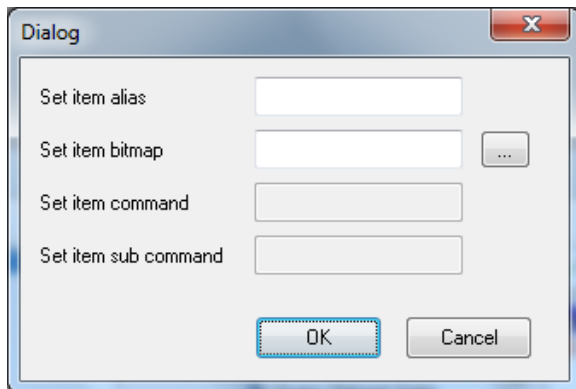 Dialog
Set item alias
Set item bitmap
...
Set item command
Set item sub command
OK
Cancel